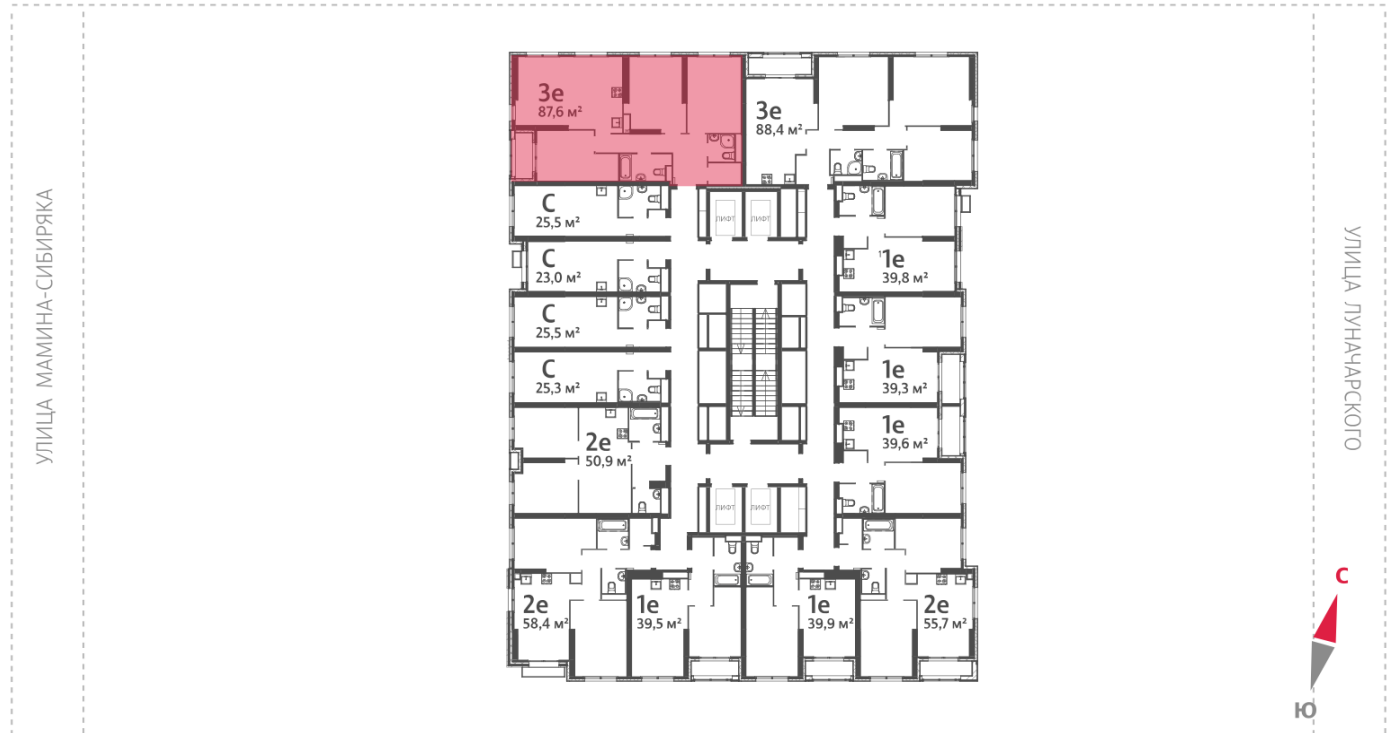 УЛИЦА МАМИНА-СИБИРЯКА
3е
87,6 м²
3е
88,4 м²
С
25,5 м²
ЛИФТ
ЛИФТ
1е
39,8 м²
С
23,0 м²
С
25,5 м²
1е
39,3 м²
С
25,3 м²
2е
50,9 м²
1е
39,6 м²
ЛИФТ
ЛИФТ
2е
58,4 м²
1е
39,5 м²
1е
39,9 м²
2е
55,7 м²
УЛИЦА ЛУНАЧАРСКОГО
С
Ю